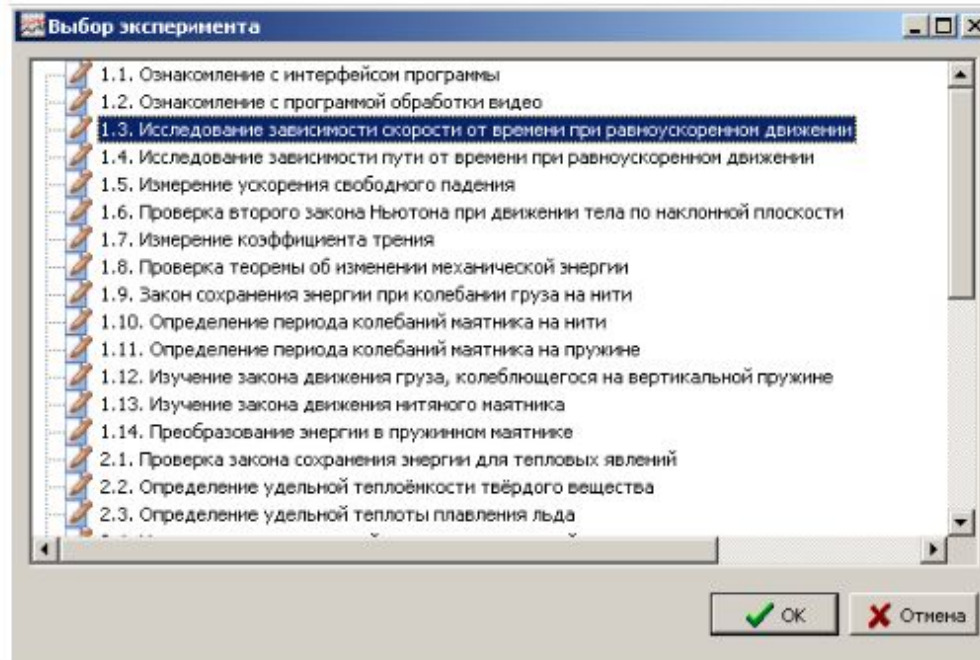 Выбор эксперимента
1.1. Ознакомление с интерфейсом программы
1.2. Ознакомление с программой обработки видео
1.3. Исследование зависимости скорости от времени при равноускоренном движении
1.4. Исследование зависимости пути от времени при равноускоренном движении
1.5. Измерение ускорения свободного падения
1.6. Проверка второго закона Ньютона при движении тела по наклонной плоскости
1.7. Измерение коэффициента трения
1.8. Проверка теоремы об изменении механической энергии
1.9. Закон сохранения энергии при колебании груза на нити
1.10. Определение периода колебаний маятника на нити
1.11. Определение периода колебаний маятника на пружине
1.12. Изучение закона движения груза, колеблющегося на вертикальной пружине
1.13. Изучение закона движения нитяного маятника
1.14. Преобразование энергии в пружинном маятнике
2.1. Проверка закона сохранения энергии для тепловых явлений
2.2. Определение удельной теплоёмкости твёрдого вещества
2.3. Определение удельной теплоты плавления льда
OK
Отмена